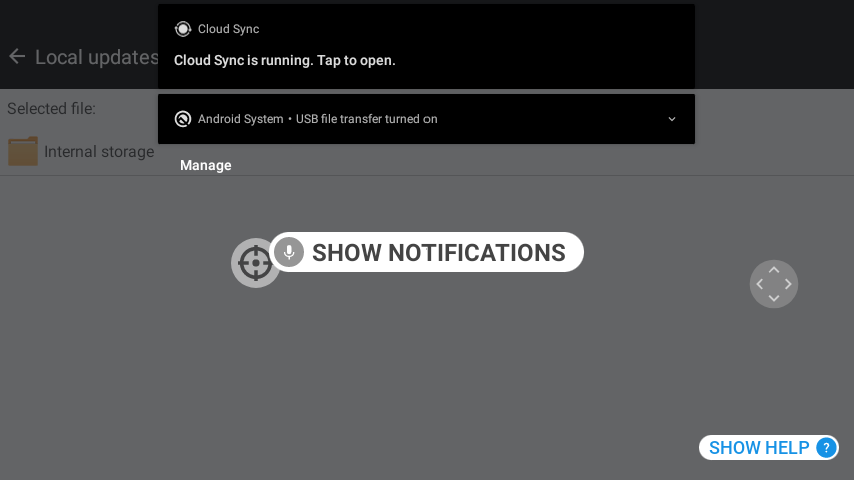 Cloud Sync
Cloud Sync is running. Tap to open.
Local updates
Android System • USB file transfer turned on
Selected file:
Internal storage
Manage
SHOW NOTIFICATIONS
SHOW HELP ?